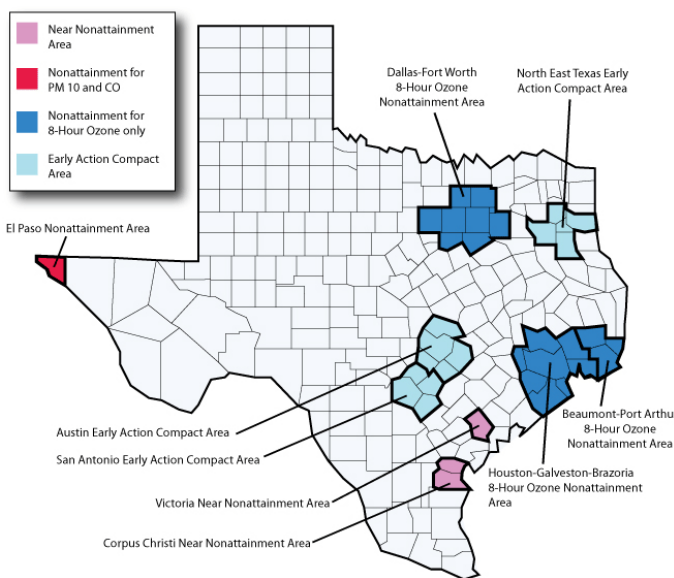 Near Nonattainment
Area
Nonattainment for
PM 10 and CO
Nonattainment for
8-Hour Ozone only
Early Action Compact
Area
Dallas-Fort Worth
8-Hour Ozone
Nonattainment Area
North East Texas Early
Action Compact Area
El Paso Nonattainment Area
Austin Early Action Compact Area
San Antonio Early Action Compact Area
Victoria Near Nonattainment Area
Corpus Christi Near Nonattainment Area
Beaumont-Port Arthu
8-Hour Ozone
Nonattainment Area
Houston-Galveston-Brazoria
8-Hour Ozone Nonattainment
Area